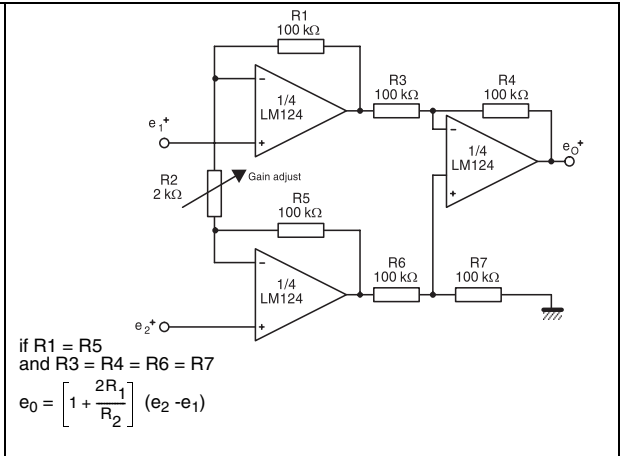 R1
100 kΩ
1/4
LM124
e1+
R3
100 kΩ
R4
100 kΩ
1/4
LM124
eO+
R2
2 kΩ
Gain adjust
R5
100 kΩ
1/4
LM124
e2+
R6
100 kΩ
R7
100 kΩ
if R1 = R5
and R3 = R4 = R6 = R7
e0 = [1 + 2R1/R2] (e2 -e1)